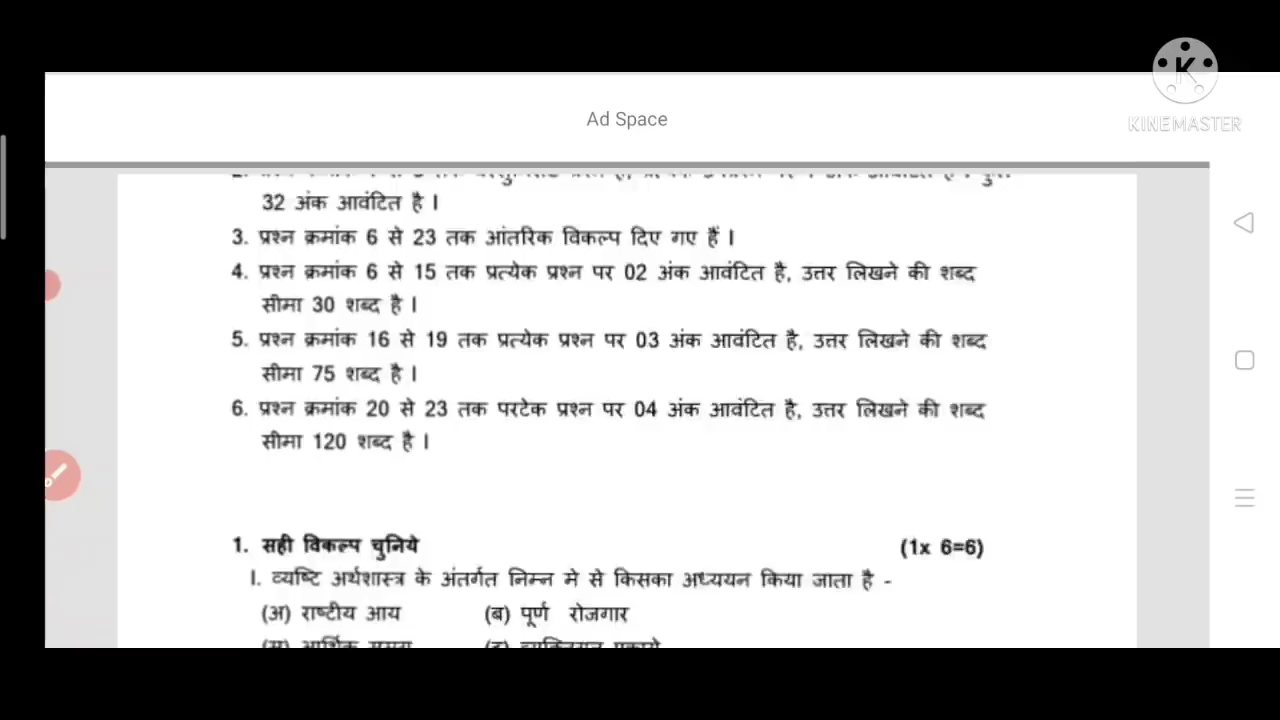 Ad Space
KINEMASTER
32 अंक आवंटित है ।
3. प्रश्न क्रमांक 6 से 23 तक आंतरिक विकल्प दिए गए हैं ।
4. प्रश्न क्रमांक 6 से 15 तक प्रत्येक प्रश्न पर 02 अंक आवंटित है, उत्तर लिखने की शब्द
सीमा 30 शब्द है ।
5. प्रश्न क्रमांक 16 से 19 तक प्रत्येक प्रश्न पर 03 अंक आवंटित है, उत्तर लिखने की शब्द
सीमा 75 शब्द है ।
6. प्रश्न क्रमांक 20 से 23 तक परटेक प्रश्न पर 04 अंक आवंटित है, उत्तर लिखने की शब्द
सीमा 120 शब्द है ।
1. सही विकल्प चुनिये (1x 6=6)
I. व्यष्टि अर्थशास्त्र के अंतर्गत निम्न मे से किसका अध्ययन किया जाता है -
(अ) राष्टीय आय (ब) पूर्ण रोजगार